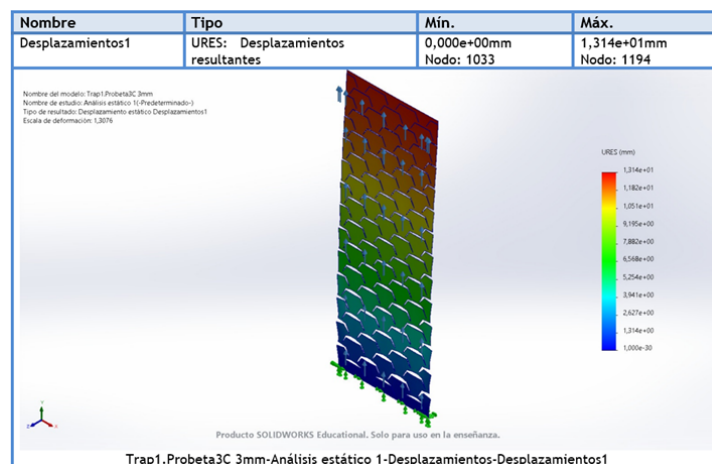 Nombre Tipo Mín. Máx.
Desplazamientos1 URES: Desplazamientos 0,000e+00mm 1,314e+01mm
resultantes Nodo: 1033 Nodo: 1194
Nombre del modelo: Trap1.Probeta3C 3mm
Nombre de estudio: Análisis estático 1(-Predeterminado-)
Tipo de resultado: Desplazamiento estático Desplazamientos1
Escala de deformación: 1,3076
URES (mm)
1,314e+01
1,182e+01
1,051e+01
9,195e+00
7,882e+00
6,568e+00
5,254e+00
3,941e+00
2,627e+00
1,314e+00
1,000e-30
Y
Z X
Producto SOLIDWORKS Educational. Solo para uso en la enseñanza.
Trap1.Probeta3C 3mm-Análisis estático 1-Desplazamientos-Desplazamientos1